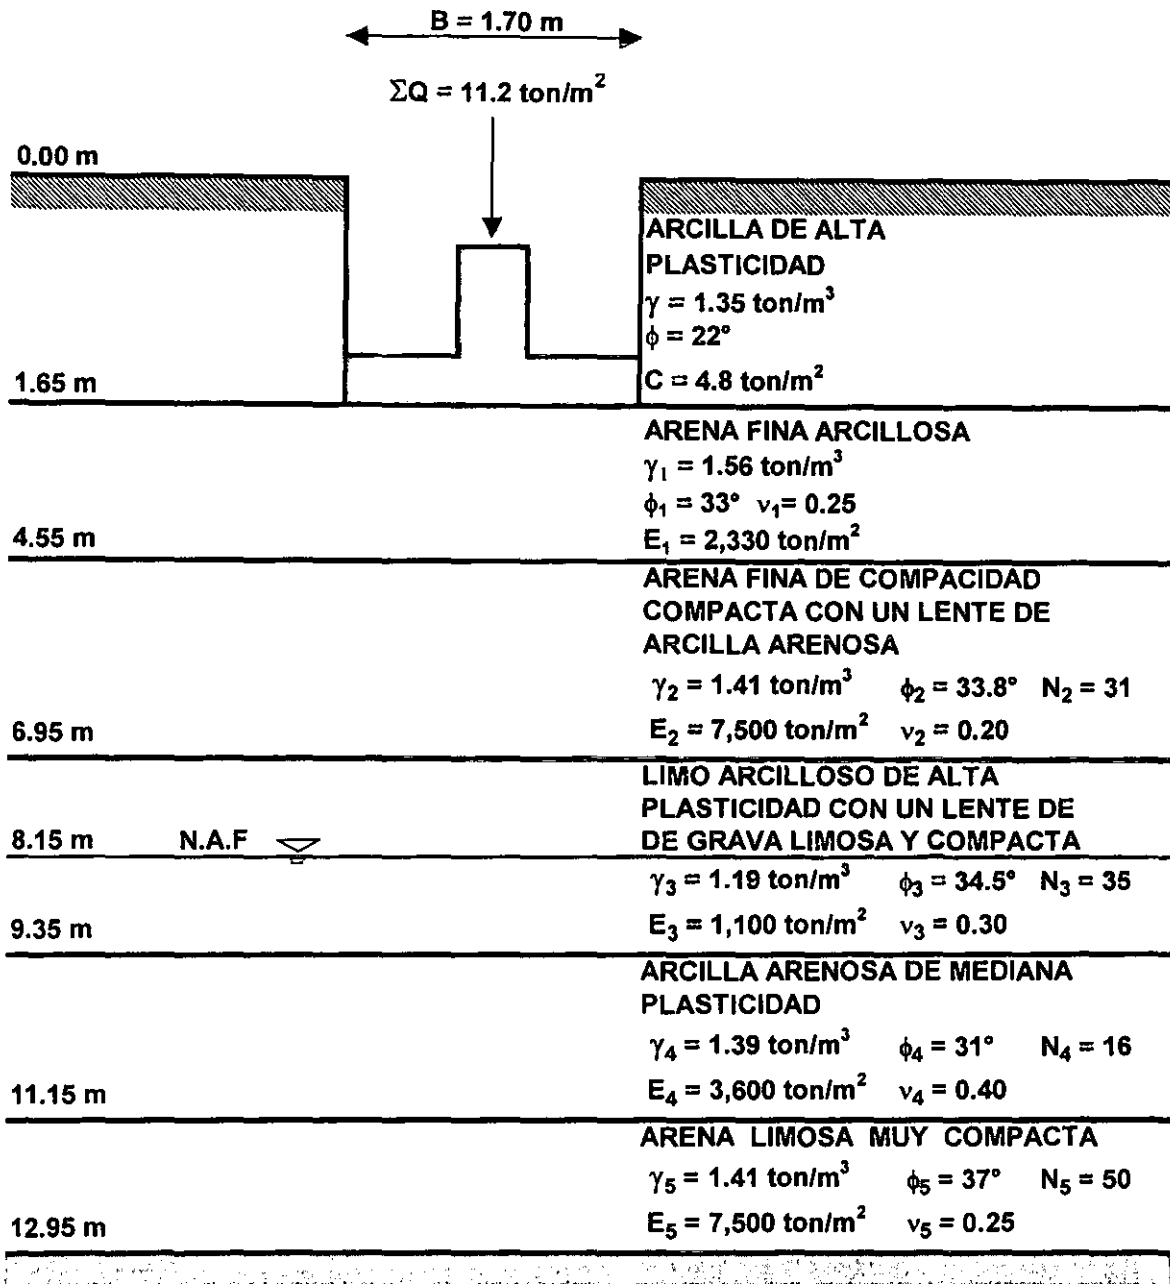 B = 1.70 m
ΣQ = 11.2 ton/m²
0.00 m
ARCILLA DE ALTA
PLASTICIDAD
γ = 1.35 ton/m³
ϕ = 22°
1.65 m
C = 4.8 ton/m²
ARENA FINA ARCILLOSA
γ₁ = 1.56 ton/m³
ϕ₁ = 33° ν₁= 0.25
4.55 m
E₁ = 2,330 ton/m²
ARENA FINA DE COMPACIDAD
COMPACTA CON UN LENTE DE
ARCILLA ARENOSA
γ₂ = 1.41 ton/m³ ϕ₂ = 33.8° N₂ = 31
6.95 m
E₂ = 7,500 ton/m² ν₂ = 0.20
LIMO ARCILLOSO DE ALTA
PLASTICIDAD CON UN LENTE DE
8.15 m N.A.F
DE GRAVA LIMOSA Y COMPACTA
γ₃ = 1.19 ton/m³ ϕ₃ = 34.5° N₃ = 35
9.35 m
E₃ = 1,100 ton/m² ν₃ = 0.30
ARCILLA ARENOSA DE MEDIANA
PLASTICIDAD
γ₄ = 1.39 ton/m³ ϕ₄ = 31° N₄ = 16
11.15 m
E₄ = 3,600 ton/m² ν₄ = 0.40
ARENA LIMOSA MUY COMPACTA
γ₅ = 1.41 ton/m³ ϕ₅ = 37° N₅ = 50
12.95 m
E₅ = 7,500 ton/m² ν₅ = 0.25